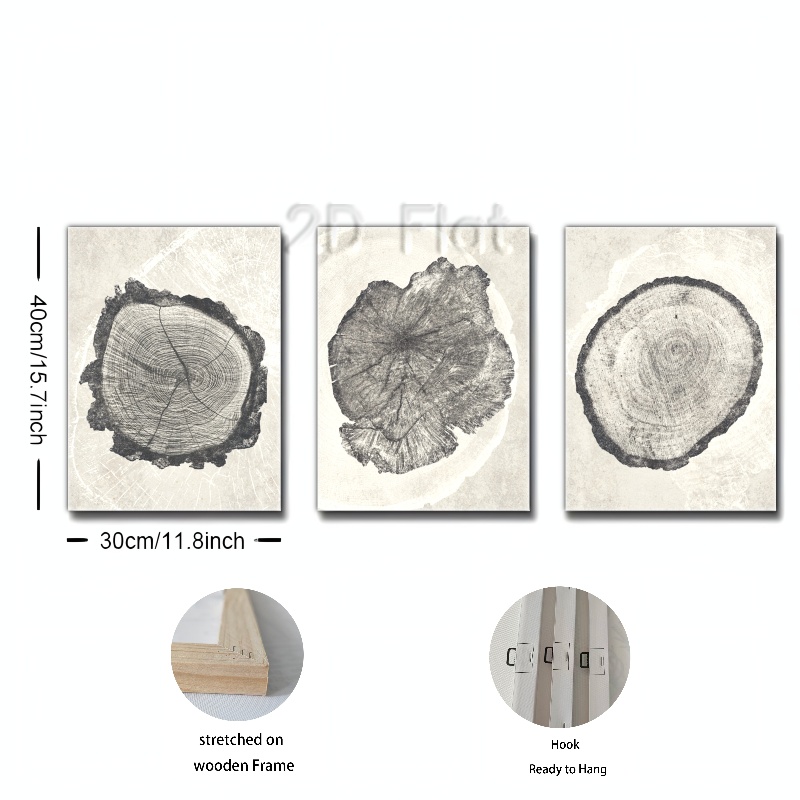 2D Flat
40cm/15.7inch
30cm/11.8inch
stretched on
wooden Frame
Hook
Ready to Hang